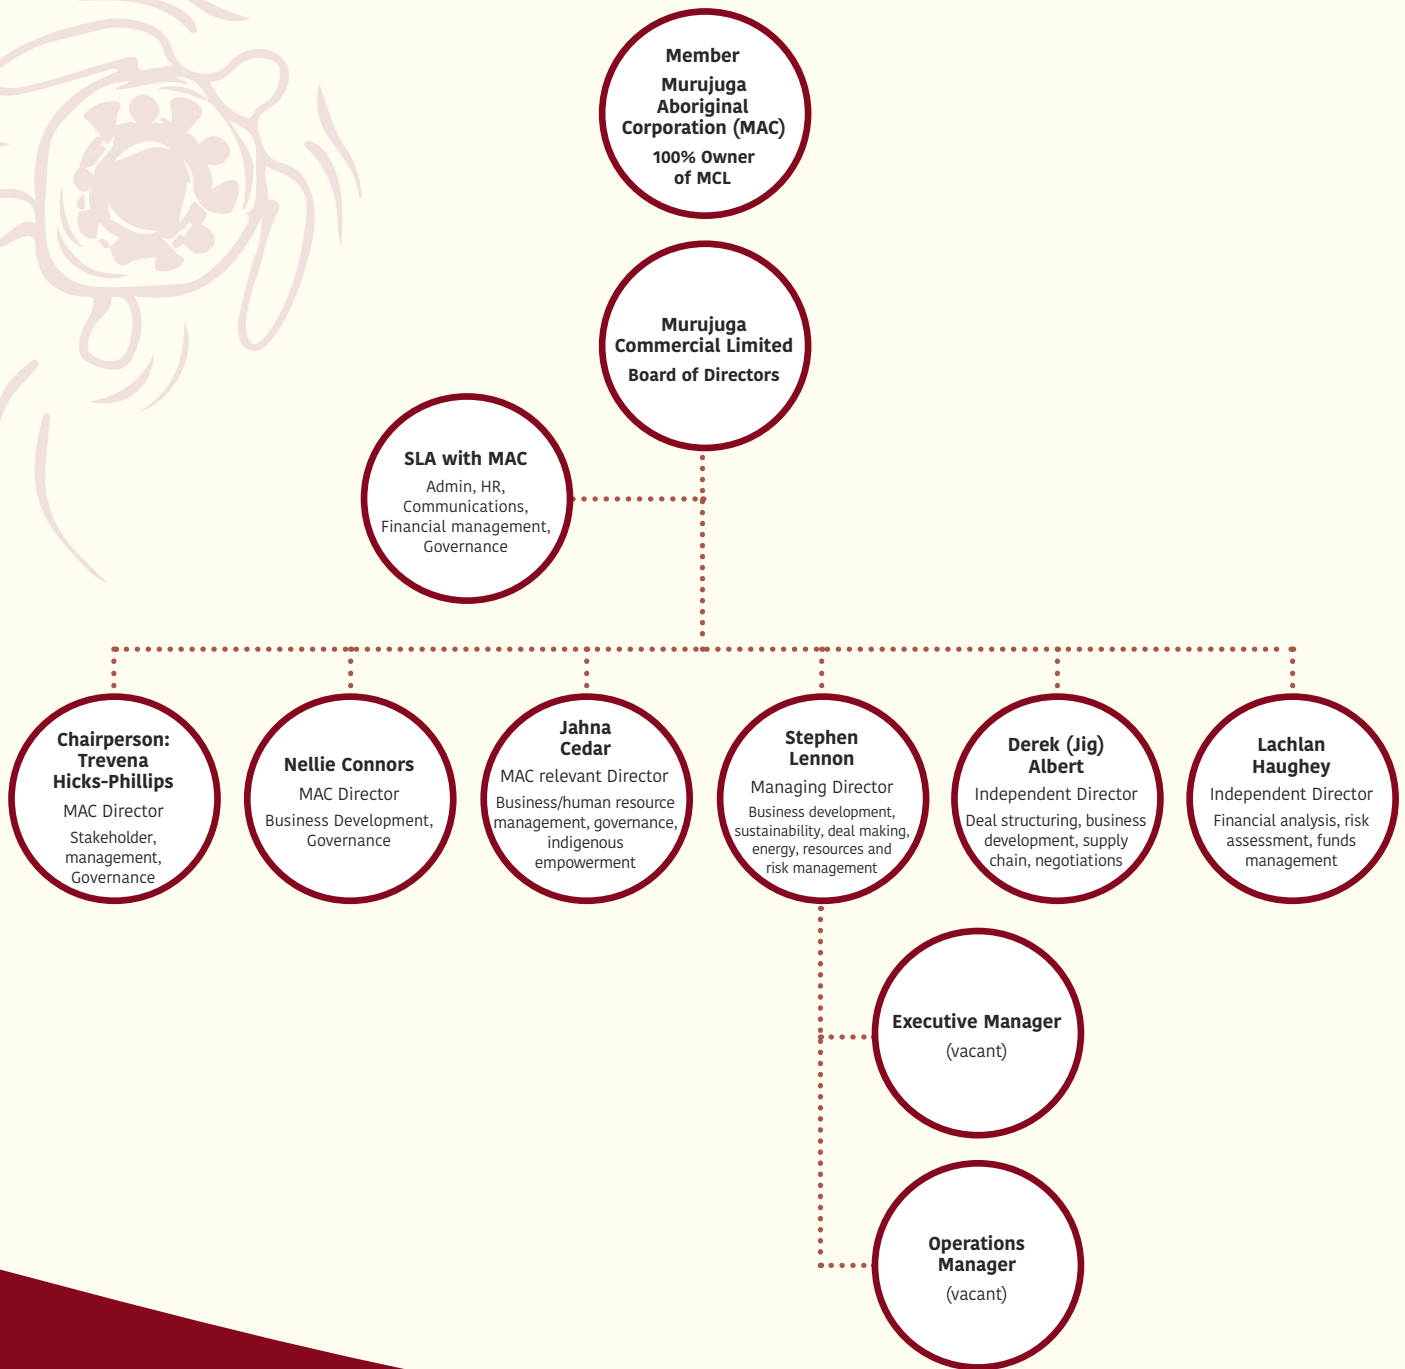 Member
Murujuga
Aboriginal
Corporation (MAC)
100% Owner
of MCL
Murujuga
Commercial Limited
Board of Directors
SLA with MAC
Admin, HR,
Communications,
Financial management,
Governance
Chairperson:
Trevena
Hicks-Phillips
MAC Director
Stakeholder,
management,
Governance
Nellie Connors
MAC Director
Business Development,
Governance
Jahna
Cedar
MAC relevant Director
Business/human resource
management, governance,
indigenous
empowerment
Stephen
Lennon
Managing Director
Business development,
sustainability, deal making,
energy, resources and
risk management
Derek (Jig)
Albert
Independent Director
Deal structuring, business
development, supply
chain, negotiations
Lachlan
Haughey
Independent Director
Financial analysis, risk
assessment, funds
management
Executive Manager
(vacant)
Operations
Manager
(vacant)